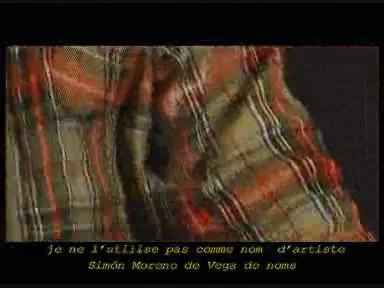 je ne l'utilise pas comme nom d'artiste
Simón Moreno de Vega de noms